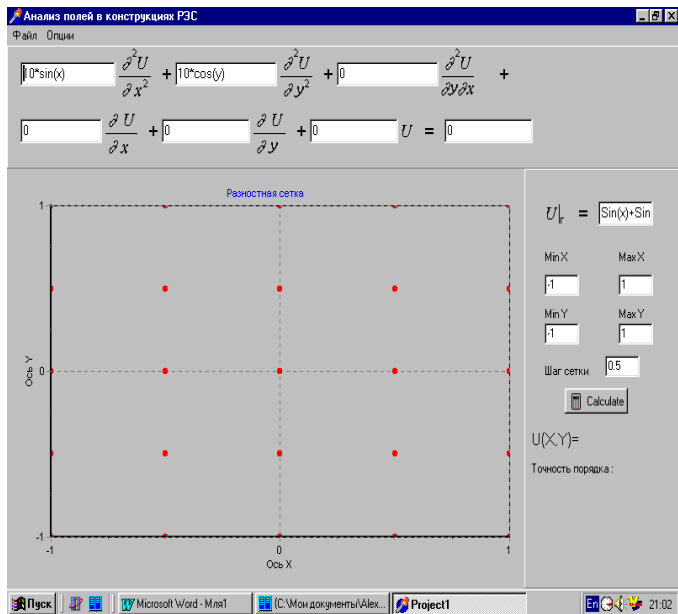 Анализ полей в конструкциях РЭС
Файл Опции
10*sin(x) ∂²U/∂x² + 10*cos(y) ∂²U/∂y² + 0 ∂²U/∂y∂x +
0 ∂U/∂x + 0 ∂U/∂y + 0 U = 0
Разностная сетка
U|г = Sin(x)+Sin
Min X Max X
-1 1
Min Y Max Y
-1 1
Шаг сетки 0.5
Calculate
U(X,Y)=
Точность порядка :
1
0
-1
Ось Y
-1 0 1
Ось X
Пуск Microsoft Word - Мля1 (C:\Мои документы\Alex... Project1 En 21:02